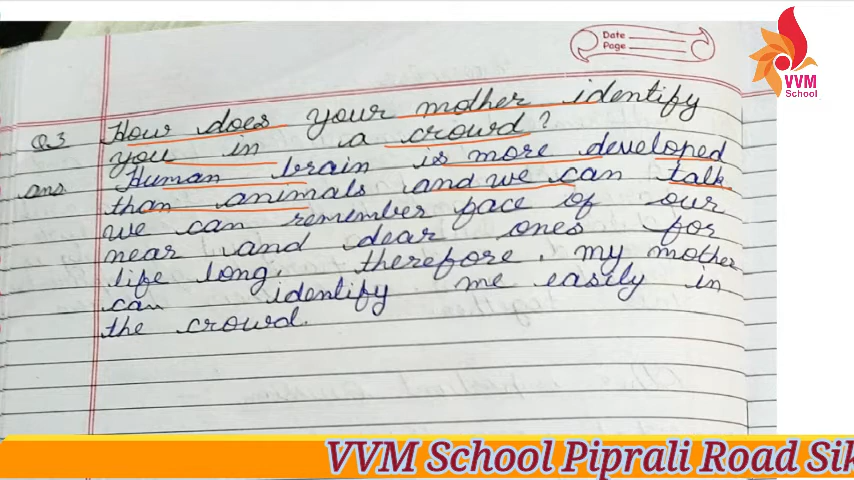 Date
Page
VVM
School
Q3 How does your mother identify
you in a crowd?
ans Human brain is more developed
than animals and we can talk
we can remember face of our
near and dear ones for
life long, therefore, my mother
can identify me easily in
the crowd.
VVM School Piprali Road Sik